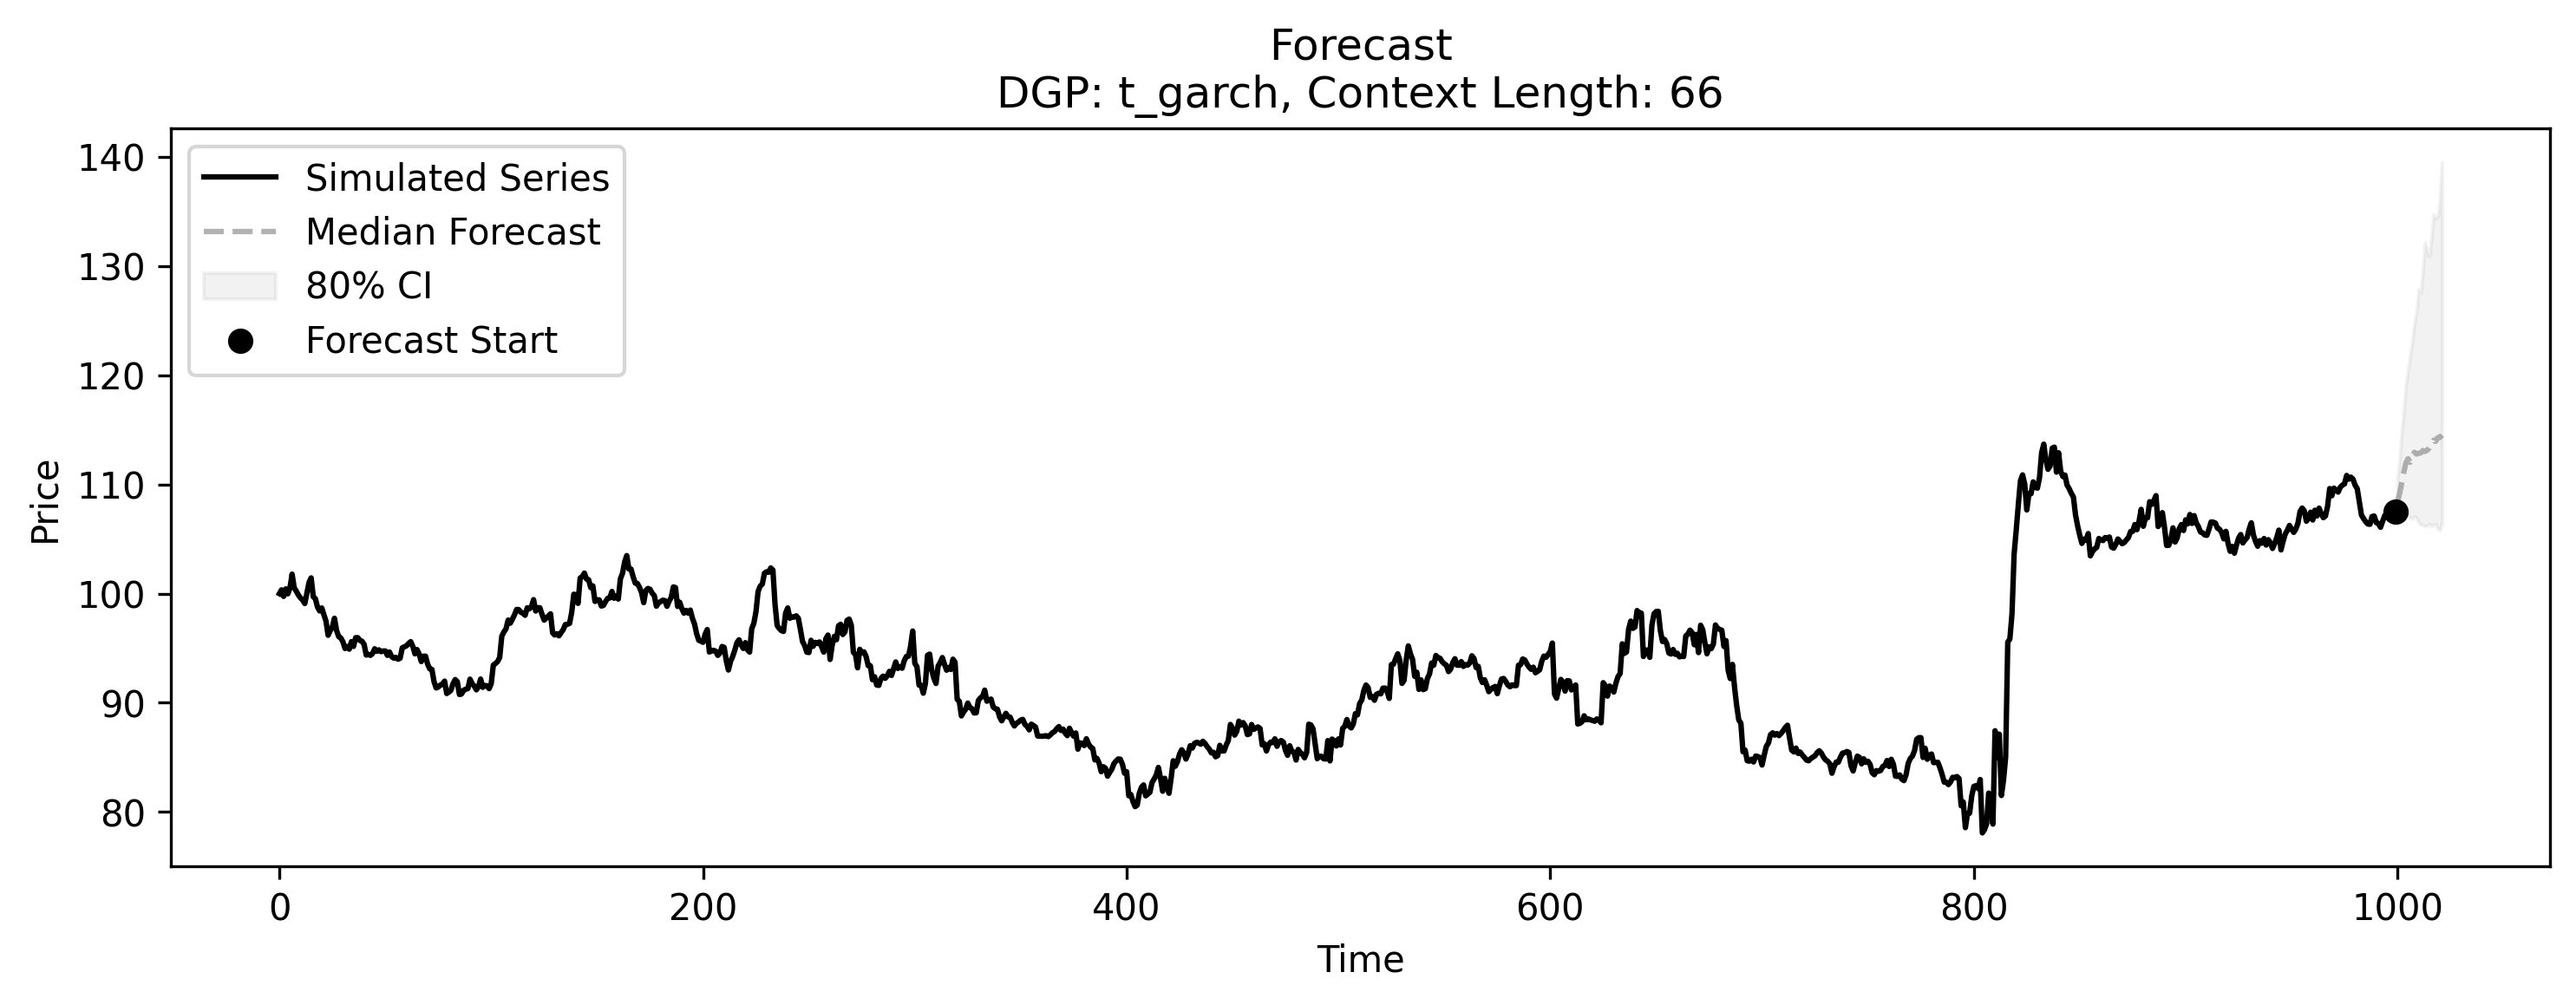 Forecast
DGP: t_garch, Context Length: 66
140
130
120
110
100
90
80
Price
Simulated Series
Median Forecast
80% CI
Forecast Start
0
200
400
600
800
1000
Time